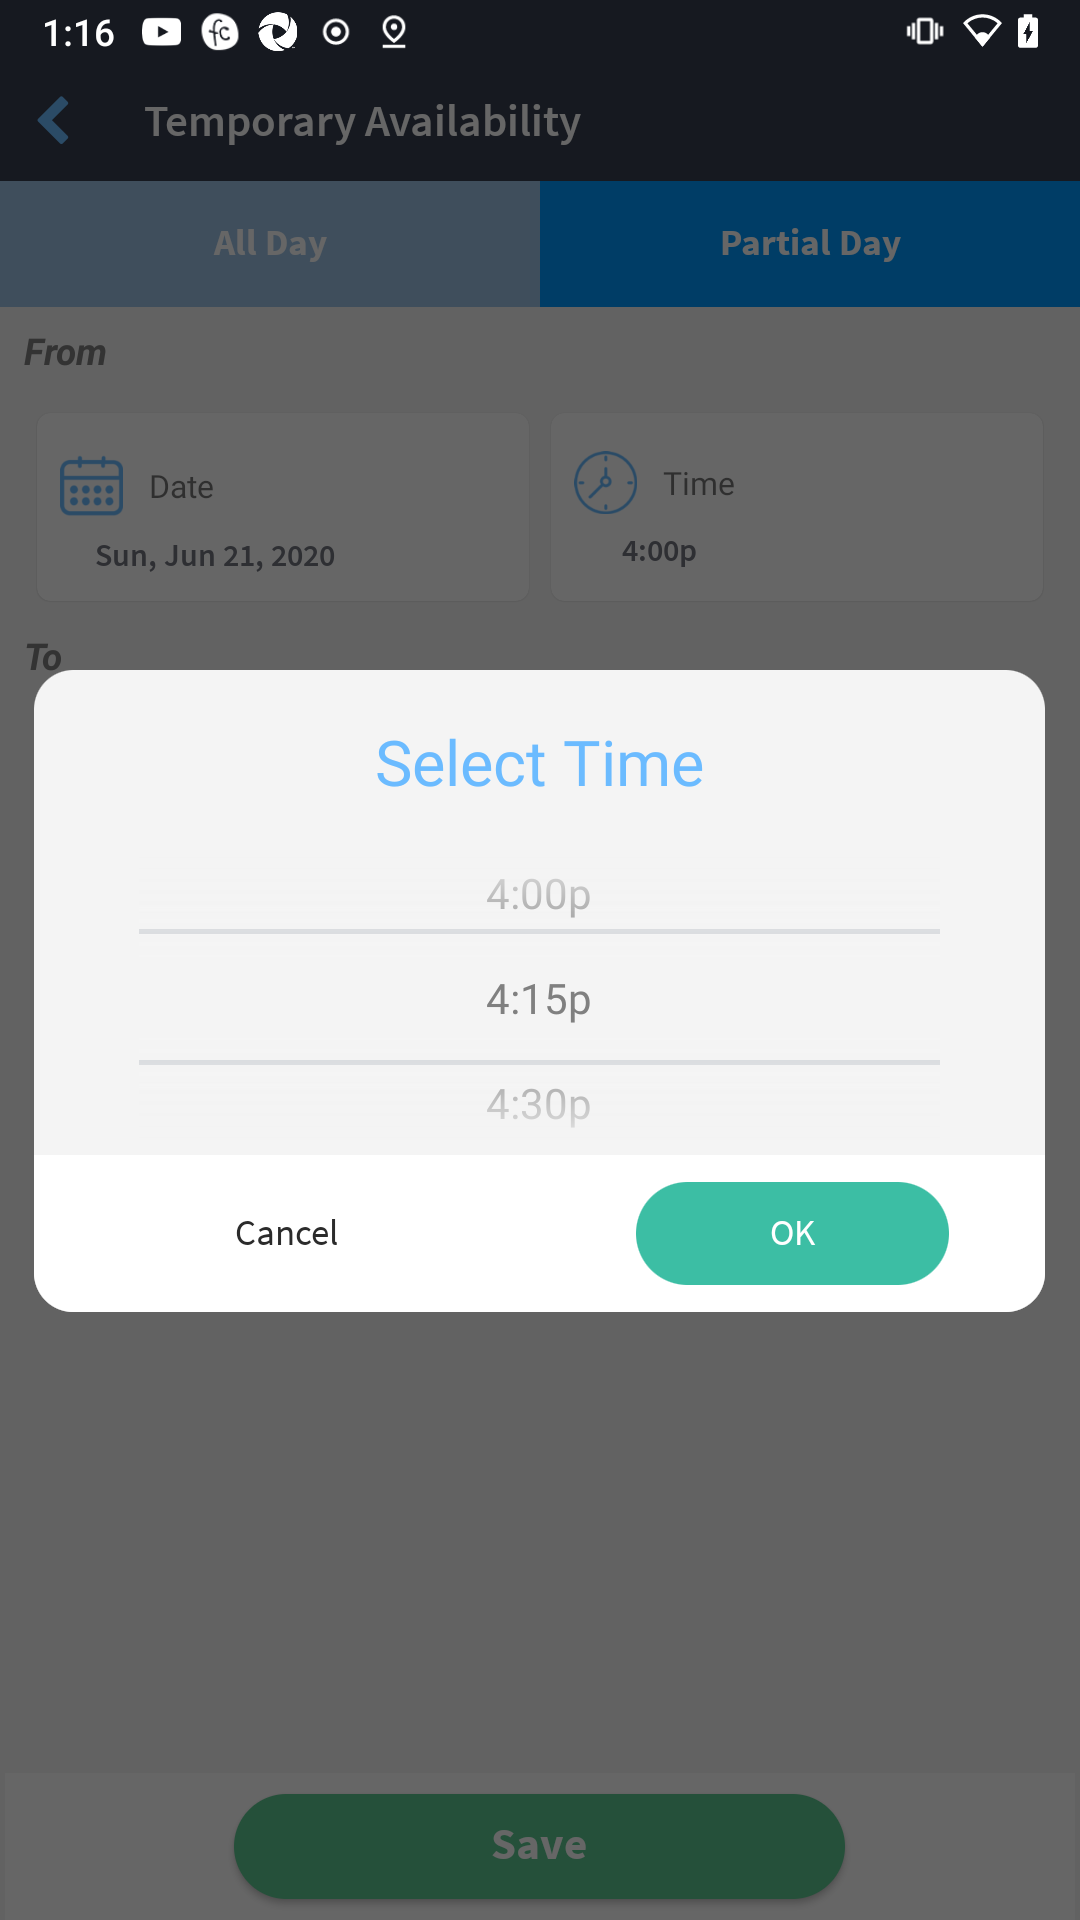 1:16
Temporary Availability
All Day
Partial Day
From
Date
Time
Sun, Jun 21, 2020
4:00p
To
Select Time
4:00p
4:15p
4:30p
Cancel
OK
Save